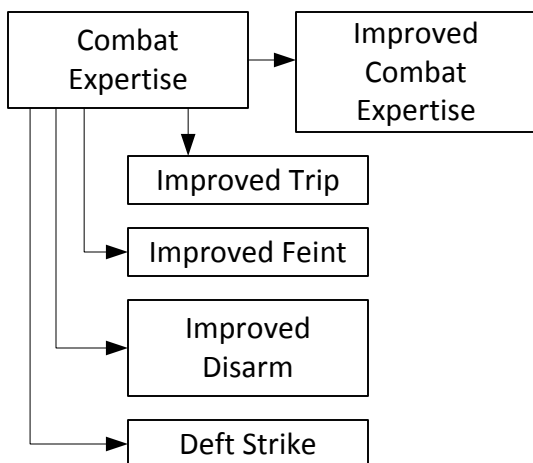 Combat
Expertise
Improved
Combat
Expertise
Improved Trip
Improved Feint
Improved
Disarm
Deft Strike